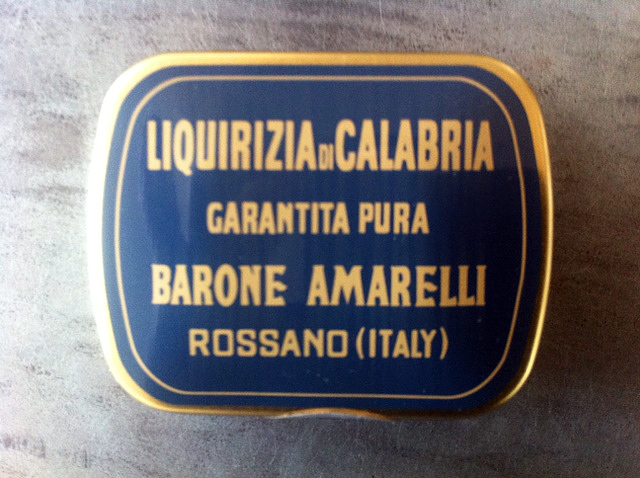 LIQUIRIZIA DI CALABRIA
GARANTITA PURA
BARONE AMARELLI
ROSSANO (ITALY)